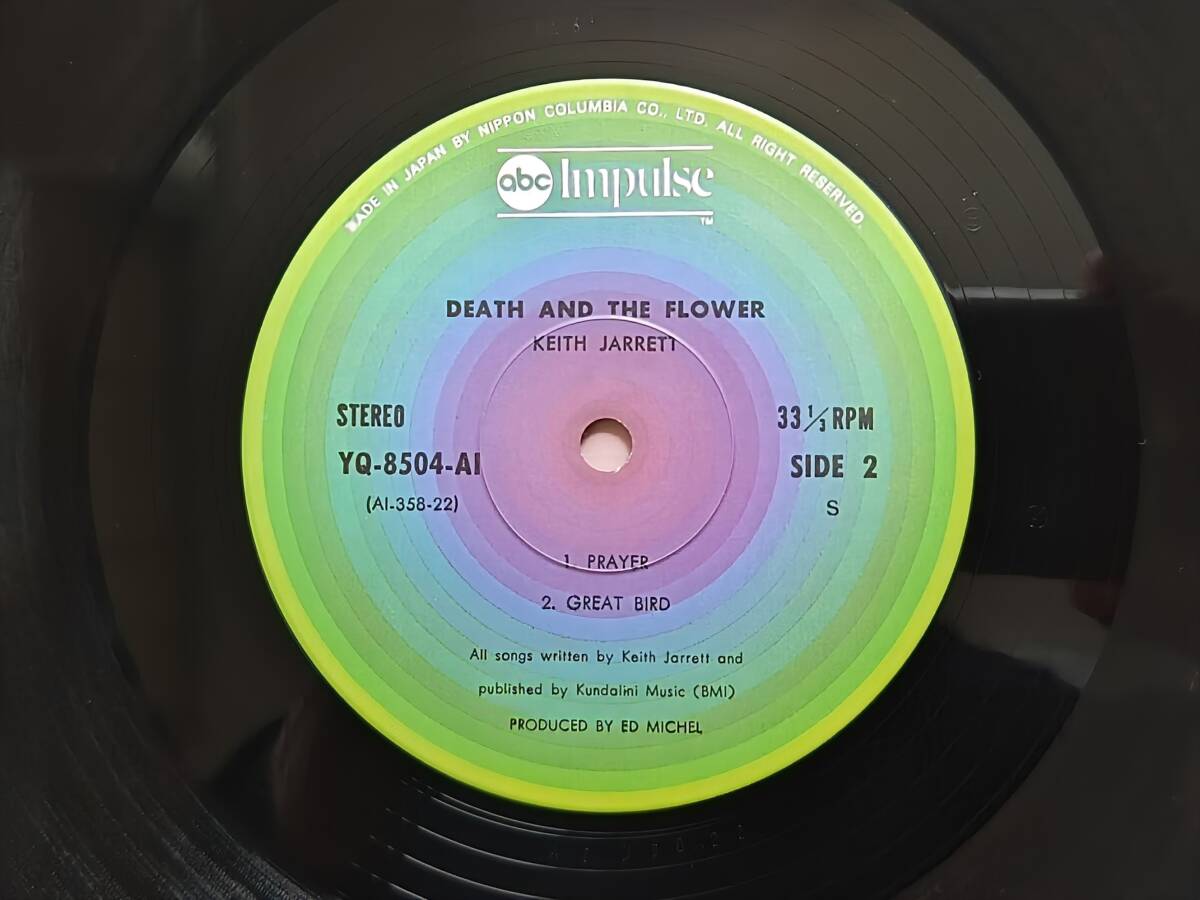 MADE IN JAPAN BY NIPPON COLUMBIA CO., LTD. ALL RIGHT RESERVED.
abc Impulse
TM
DEATH AND THE FLOWER
KEITH JARRETT
STEREO 33 1/3 RPM
YQ-8504-AI SIDE 2
(AI-358-22) S
1. PRAYER
2. GREAT BIRD
All songs written by Keith Jarrett and
published by Kundalini Music (BMI)
PRODUCED BY ED MICHEL